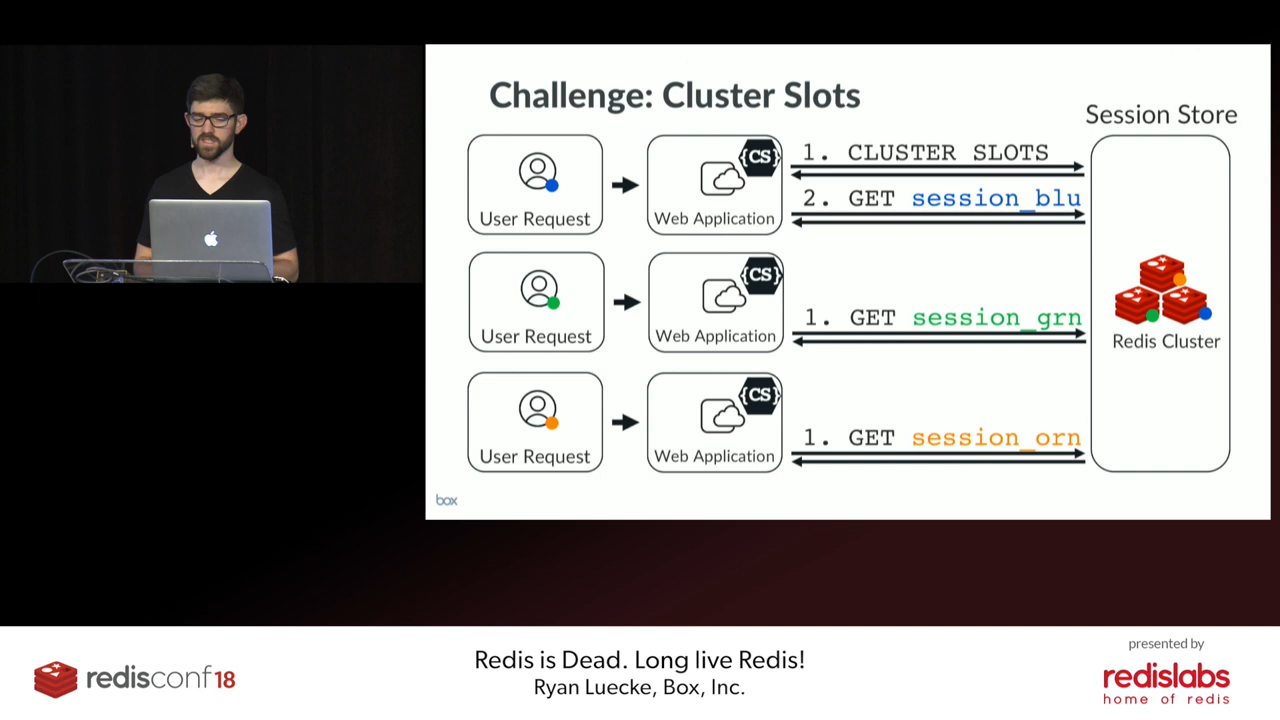 Challenge: Cluster Slots
Session Store
User Request
Web Application
{CS}
1. CLUSTER SLOTS
2. GET session_blu
User Request
Web Application
{CS}
1. GET session_grn
Redis Cluster
User Request
Web Application
{CS}
1. GET session_orn
box
redisconf18
Redis is Dead. Long live Redis!
Ryan Luecke, Box, Inc.
presented by
redislabs
home of redis